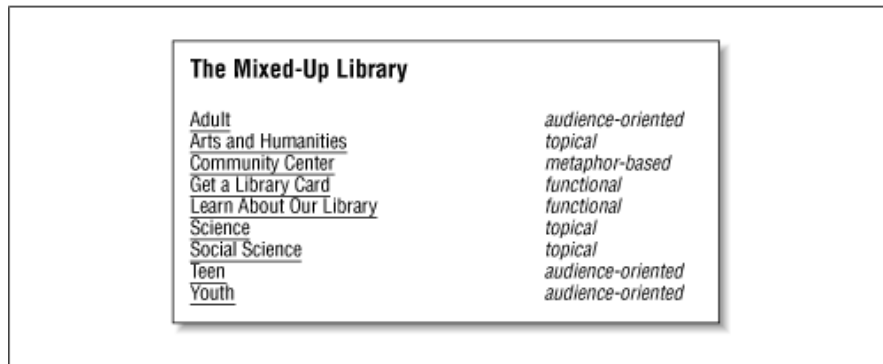 The Mixed-Up Library
Adult audience-oriented
Arts and Humanities topical
Community Center metaphor-based
Get a Library Card functional
Learn About Our Library functional
Science topical
Social Science topical
Teen audience-oriented
Youth audience-oriented